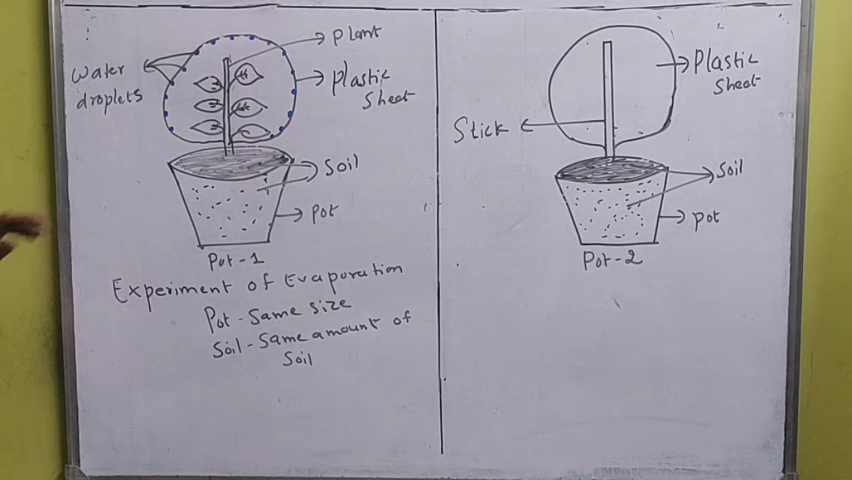 Plant
Water
droplets
Plastic
Sheet
Soil
Pot
Pot-1
Experiment of Evaporation
Pot-Same size
Soil-Same amount of
Soil
Plastic
Sheet
Stick
Soil
Pot
Pot-2